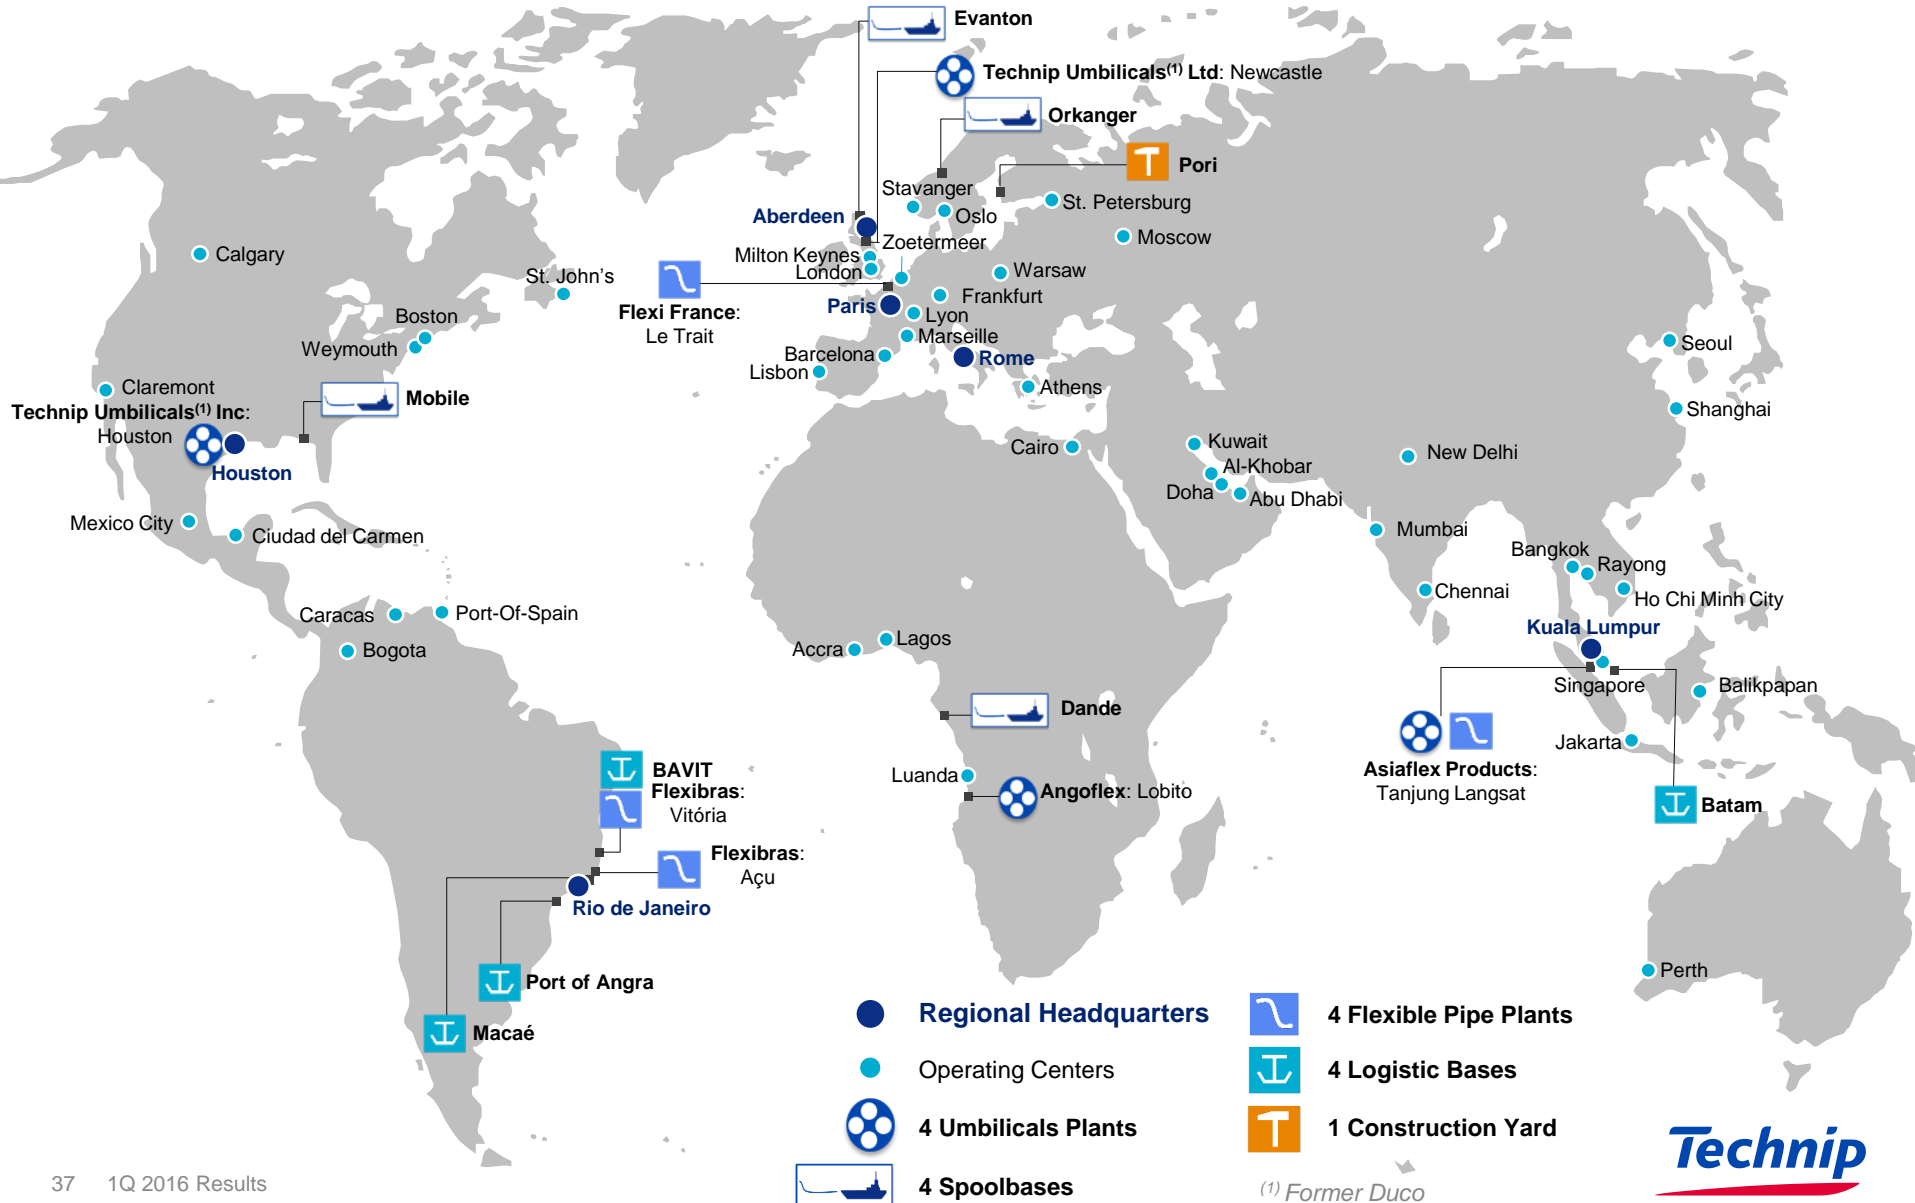 Evanton
Technip Umbilicals(1) Ltd: Newcastle
Orkanger
Pori
Stavanger
St. Petersburg
Aberdeen
Oslo
Moscow
Zoetermeer
Calgary
Milton Keynes
London
Warsaw
St. John's
Frankfurt
Paris
Flexi France:
Le Trait
Lyon
Boston
Marseille
Weymouth
Barcelona
Rome
Seoul
Lisbon
Athens
Claremont
Mobile
Shanghai
Technip Umbilicals(1) Inc:
Houston
Houston
Cairo
Kuwait
New Delhi
Al-Khobar
Doha
Abu Dhabi
Mexico City
Ciudad del Carmen
Mumbai
Bangkok
Rayong
Chennai
Ho Chi Minh City
Caracas
Port-Of-Spain
Kuala Lumpur
Bogota
Accra
Lagos
Singapore
Balikpapan
Dande
Jakarta
BAVIT
Flexibras:
Vitória
Luanda
Angoflex: Lobito
Asiaflex Products:
Tanjung Langsat
Batam
Flexibras:
Açu
Rio de Janeiro
Port of Angra
Perth
Macaé
Regional Headquarters
Operating Centers
4 Umbilicals Plants
4 Spoolbases
4 Flexible Pipe Plants
4 Logistic Bases
1 Construction Yard
(1) Former Duco
Technip
37 1Q 2016 Results